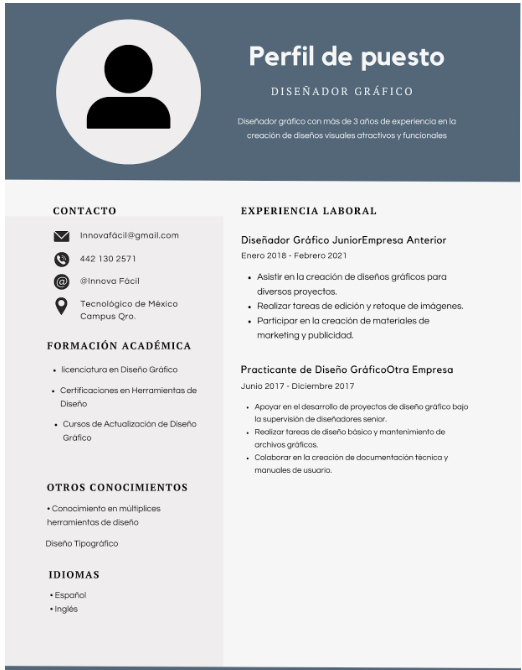 Perfil de puesto
DISEÑADOR GRÁFICO
Diseñador gráfico con más de 3 años de experiencia en la
creación de diseños visuales atractivos y funcionales
CONTACTO
Innovafácil@gmail.com
442 130 2571
@Innova Fácil
Tecnológico de México
Campus Qro.
FORMACIÓN ACADÉMICA
• licenciatura en Diseño Gráfico
• Certificaciones en Herramientas de
Diseño
• Cursos de Actualización de Diseño
Gráfico
OTROS CONOCIMIENTOS
• Conocimiento en múltiplices
herramientas de diseño
Diseño Tipográfico
IDIOMAS
• Español
• Inglés
EXPERIENCIA LABORAL
Diseñador Gráfico JuniorEmpresa Anterior
Enero 2018 - Febrero 2021
• Asistir en la creación de diseños gráficos para
diversos proyectos.
• Realizar tareas de edición y retoque de imágenes.
• Participar en la creación de materiales de
marketing y publicidad.
Practicante de Diseño GráficoOtra Empresa
Junio 2017 - Diciembre 2017
• Apoyar en el desarrollo de proyectos de diseño gráfico bajo
la supervisión de diseñadores senior.
• Realizar tareas de diseño básico y mantenimiento de
archivos gráficos.
• Colaborar en la creación de documentación técnica y
manuales de usuario.